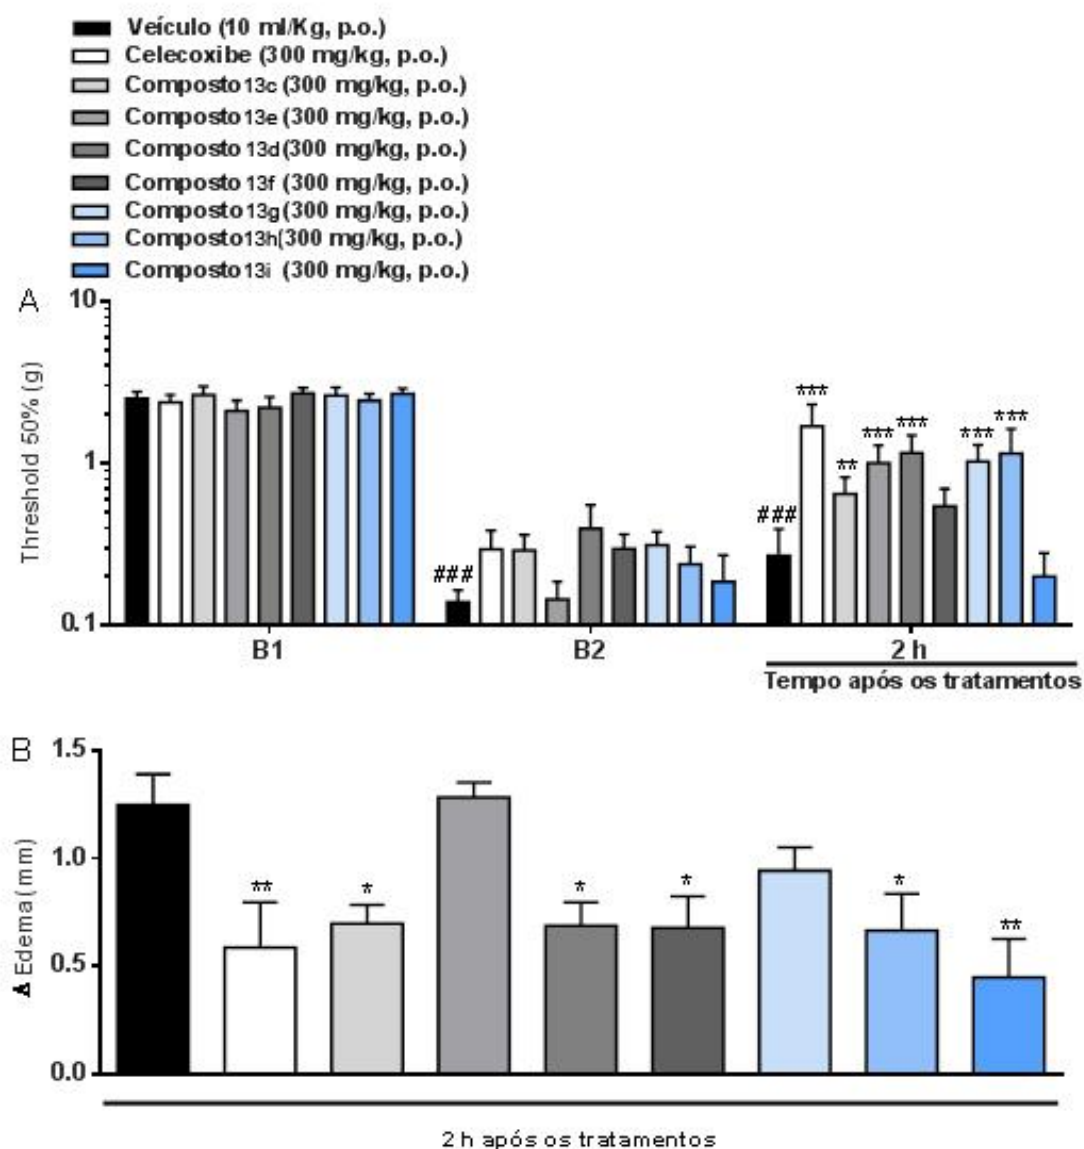 Veículo (10 ml/Kg, p.o.)
Celecoxibe (300 mg/kg, p.o.)
Composto 13c (300 mg/kg, p.o.)
Composto 13e (300 mg/kg, p.o.)
Composto 13d (300 mg/kg, p.o.)
Composto 13f (300 mg/kg, p.o.)
Composto 13g (300 mg/kg, p.o.)
Composto 13h (300 mg/kg, p.o.)
Composto 13i (300 mg/kg, p.o.)
A
Threshold 50% (g)
10
1
0.1
### *** ** *** *** *** ***
###
B1 B2 2 h
Tempo após os tratamentos
B
Δ Edema (mm)
1.5
1.0
0.5
0.0
** * * * * **
2 h após os tratamentos